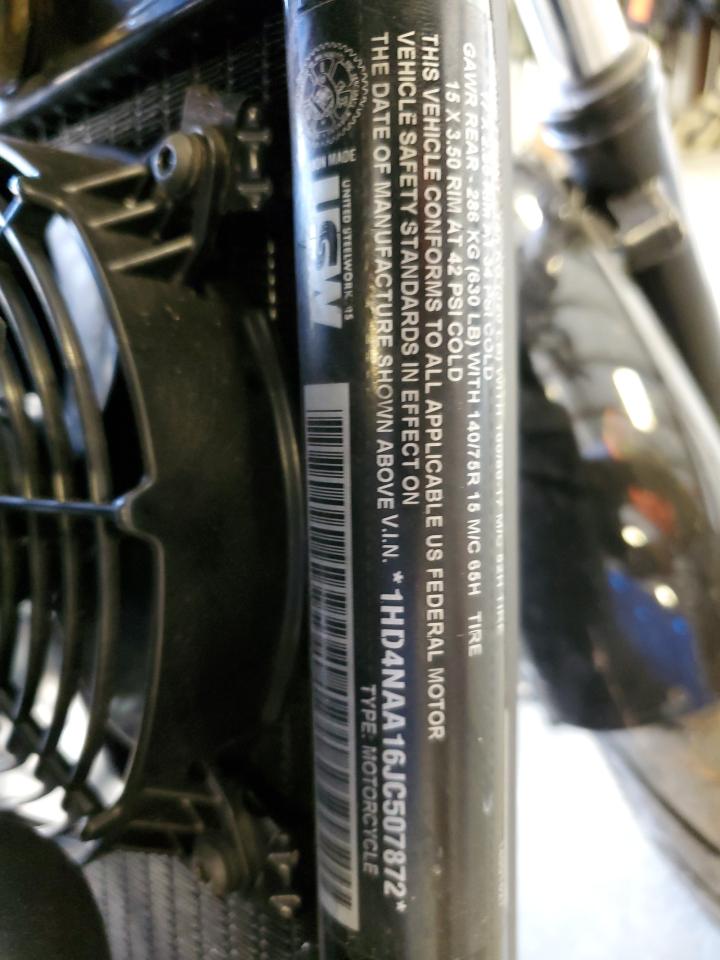 GAWR REAR - 286 KG (630 LB) WITH 140/75R 15 M/C 65H TIRE
15 X 3.50 RIM AT 42 PSI COLD
THIS VEHICLE CONFORMS TO ALL APPLICABLE US FEDERAL MOTOR
VEHICLE SAFETY STANDARDS IN EFFECT ON
THE DATE OF MANUFACTURE SHOWN ABOVE V.I.N. *1HD4NAA16JC507872*
TYPE: MOTORCYCLE
MADE
UNITED STEELWORK